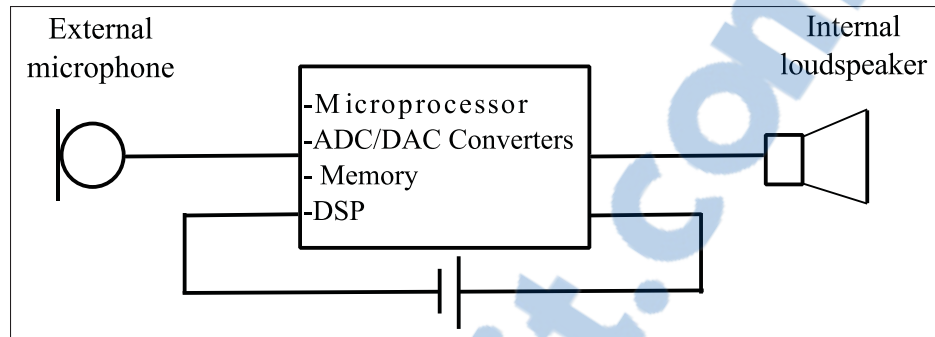 External
microphone
Internal
loudspeaker
-Microprocessor
-ADC/DAC Converters
- Memory
-DSP